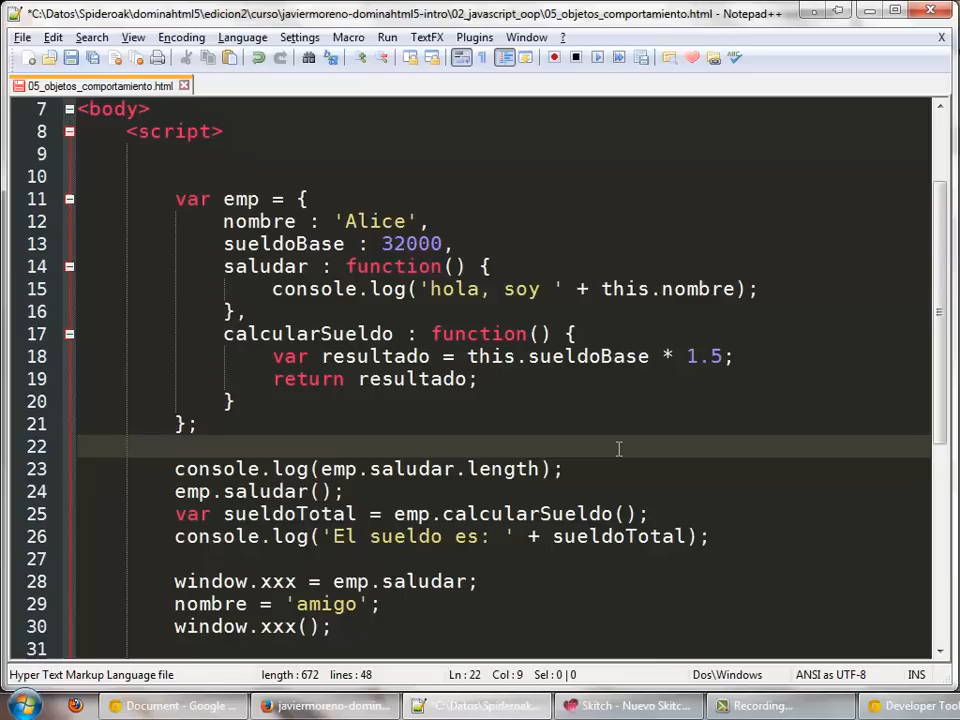 *C:\Datos\Spideroak\dominahtml5\edicion2\curso\javiermoreno-dominahtml5-intro\02_javascript_oop\05_objetos_comportamiento.html - Notepad++
File Edit Search View Encoding Language Settings Macro Run TextFX Plugins Window ? X
05_objetos_comportamiento.html
7 <body>
8 <script>
9
10
11 var emp = {
12 nombre : 'Alice',
13 sueldoBase : 32000,
14 saludar : function() {
15 console.log('hola, soy ' + this.nombre);
16 },
17 calcularSueldo : function() {
18 var resultado = this.sueldoBase * 1.5;
19 return resultado;
20 }
21 };
22
23 console.log(emp.saludar.length);
24 emp.saludar();
25 var sueldoTotal = emp.calcularSueldo();
26 console.log('El sueldo es: ' + sueldoTotal);
27
28 window.xxx = emp.saludar;
29 nombre = 'amigo';
30 window.xxx();
31
Hyper Text Markup Language file length : 672 lines : 48 Ln : 22 Col : 9 Sel : 0 | 0 Dos\Windows ANSI as UTF-8 INS
Document - Google ... javiermoreno-domin... *C:\Datos\Spideroak... Skitch - Nuevo Skitc... Recording... Developer Tool